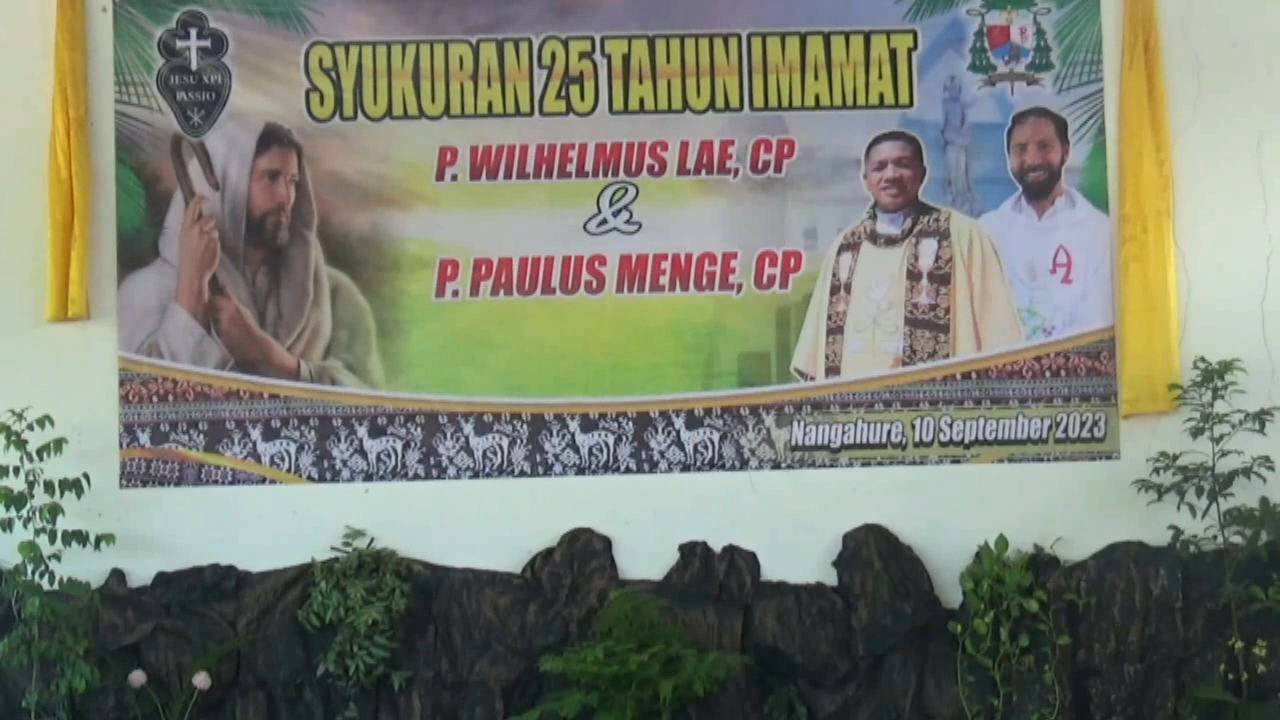 JESU XPI
PASSIO
SYUKURAN 25 TAHUN IMAMAT
P. WILHELMUS LAE, CP
&
P. PAULUS MENGE, CP
Nangahure, 10 September 2023